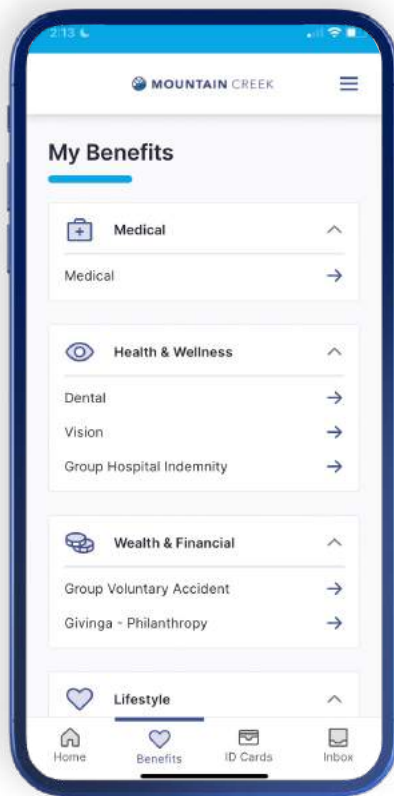 2:13
MOUNTAIN CREEK
My Benefits
Medical
Medical
Health & Wellness
Dental
Vision
Group Hospital Indemnity
Wealth & Financial
Group Voluntary Accident
Givinga - Philanthropy
Lifestyle
Home
Benefits
ID Cards
Inbox